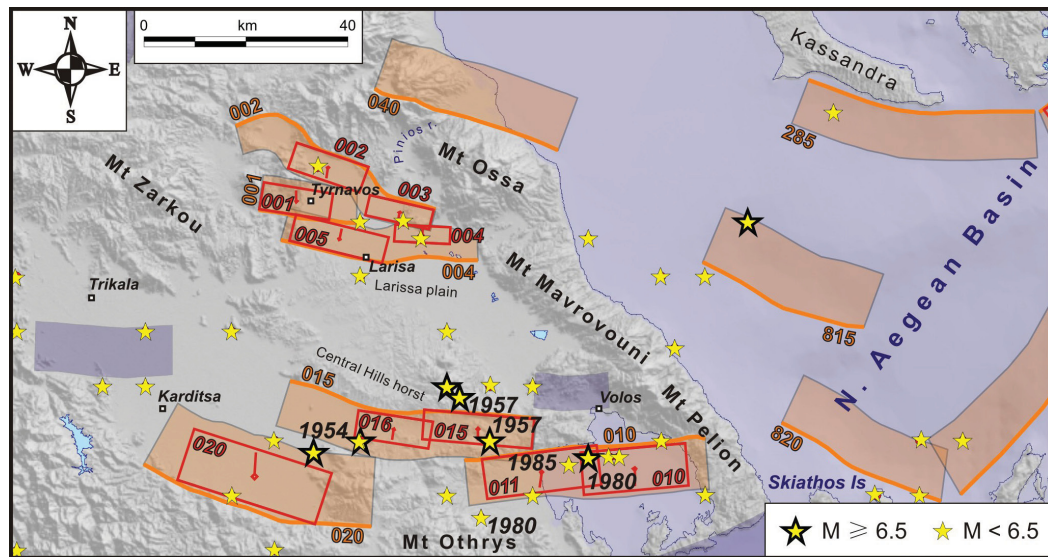 N
W E
S
km
0 40
Kassandra
002
040
285
Pinios r.
Mt Ossa
002
Mt Zarkou
001
Tyrnavos
001
003
005
004
Larisa
004
Larissa plain
Trikala
Mt Mavrovouni
815
N. Aegean Basin
Central Hills horst
Karditsa
015
1957
Volos
Mt Pelion
016
015
1957
1954
010
820
020
1985
011
1980
010
Skiathos Is
020
1980
Mt Othrys
M ≥ 6.5
M < 6.5